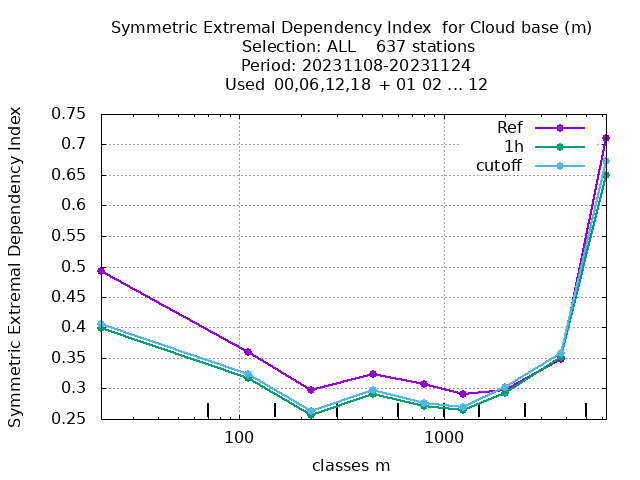 Symmetric Extremal Dependency Index  for Cloud base (m)
Selection: ALL    637 stations
Period: 20231108-20231124
Used  00,06,12,18 + 01 02 ... 12
Symmetric Extremal Dependency Index
0.75
0.7
0.65
0.6
0.55
0.5
0.45
0.4
0.35
0.3
0.25
Ref
1h
cutoff
100
1000
classes m